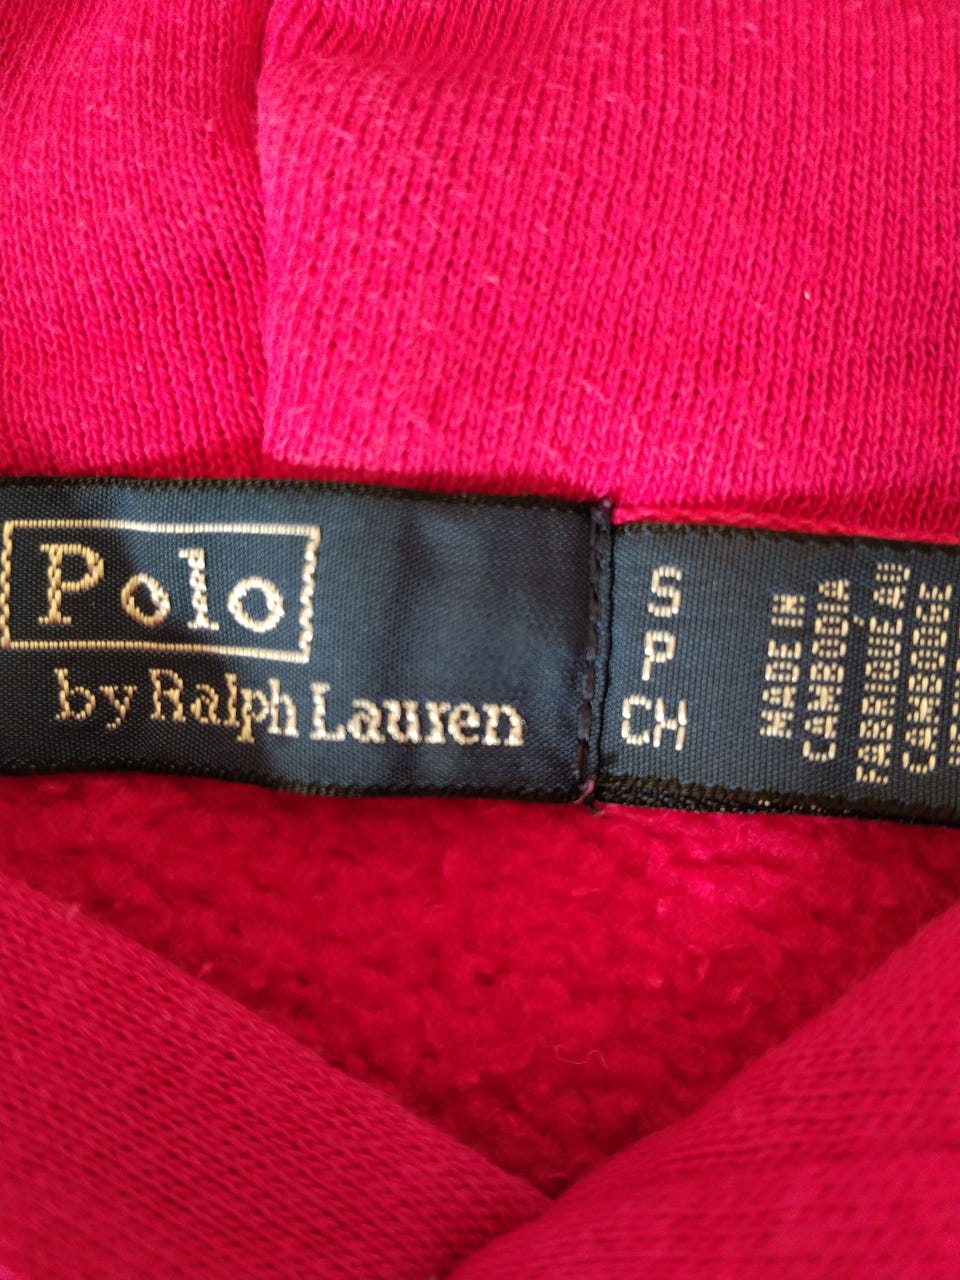 Polo
by Ralph Lauren
S
P
CH
MADE IN
CAMBODIA
FABRIQUÉ AU
CAMBODGE